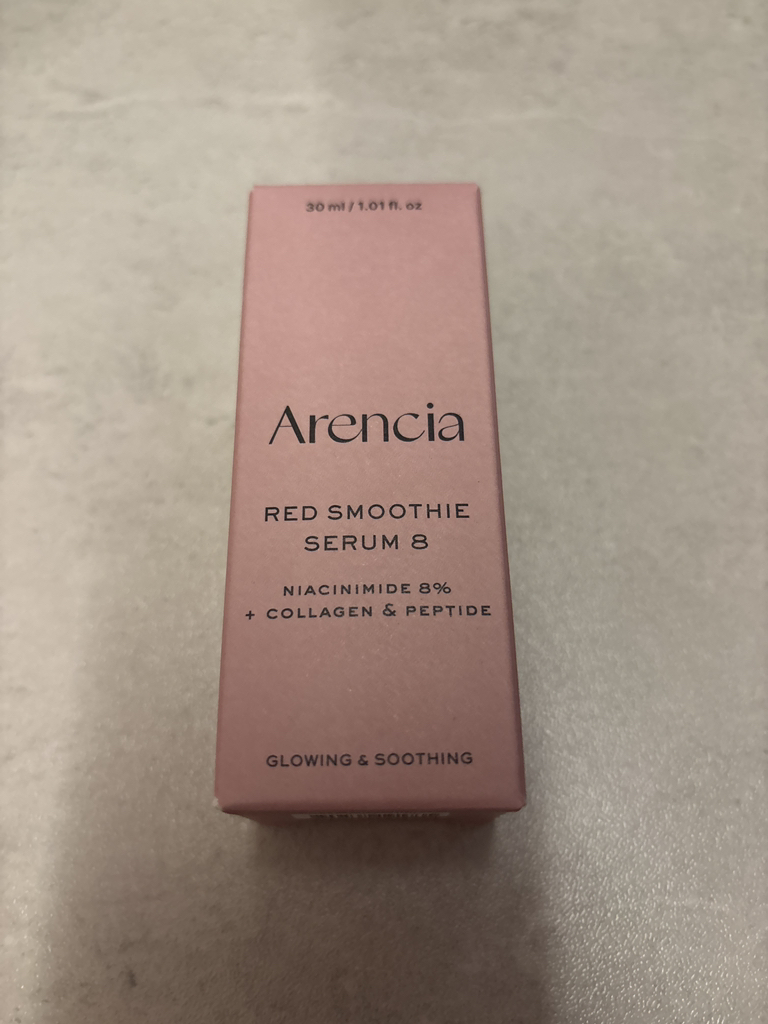 30 ml / 1.01 fl. oz
Arencia
RED SMOOTHIE
SERUM 8
NIACINIMIDE 8%
+ COLLAGEN & PEPTIDE
GLOWING & SOOTHING